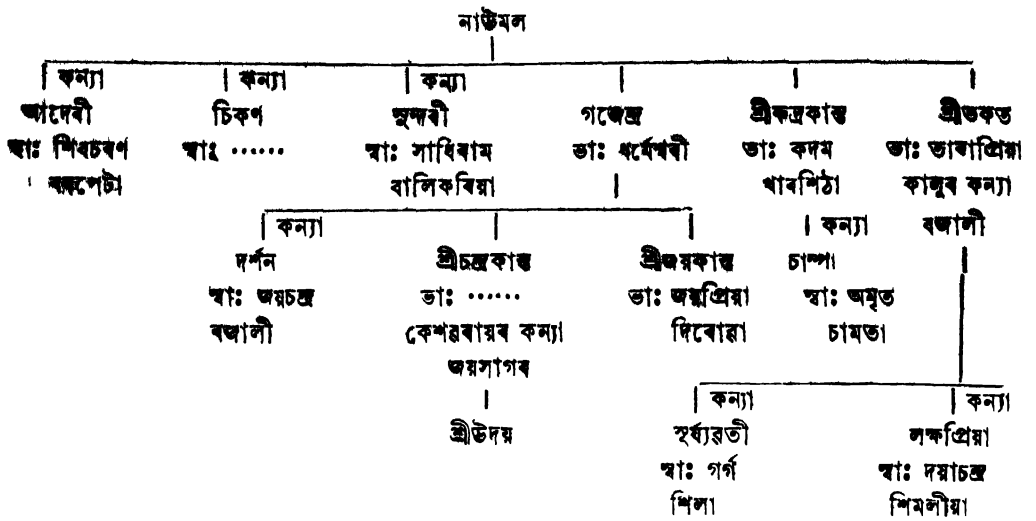 নাউমল
কন্যা কন্যা কন্যা
আদেৰী চিকণ সুন্দৰী গজেন্দ্ৰ শ্ৰীৰুদ্ৰকান্ত শ্ৰীভকত
স্বাঃ শিৱচৰণ স্বাঃ ...... স্বাঃ সাধিৰাম ভাঃ ধৰ্মেশ্বৰী ভাঃ কদম ভাঃ তাৰাপ্ৰিয়া
বৰপেটা বালিকৰিয়া খাৰশিঠা কালুৰ কন্যা
কন্যা কন্যা বজালী
দৰ্শন শ্ৰীচন্দ্ৰকান্ত শ্ৰীজয়কান্ত চাম্পা
স্বাঃ জয়চন্দ্ৰ ভাঃ ...... ভাঃ জয়প্ৰিয়া স্বাঃ অমৃত
বজালী কেশৱৰায়ৰ কন্যা দিৰোৱা চামতা
জয়সাগৰ
কন্যা কন্যা
শ্ৰীউদয় সূৰ্য্যৱতী লক্ষপ্ৰিয়া
স্বাঃ গৰ্গ স্বাঃ দয়াচন্দ্ৰ
শিলা শিমলীয়া